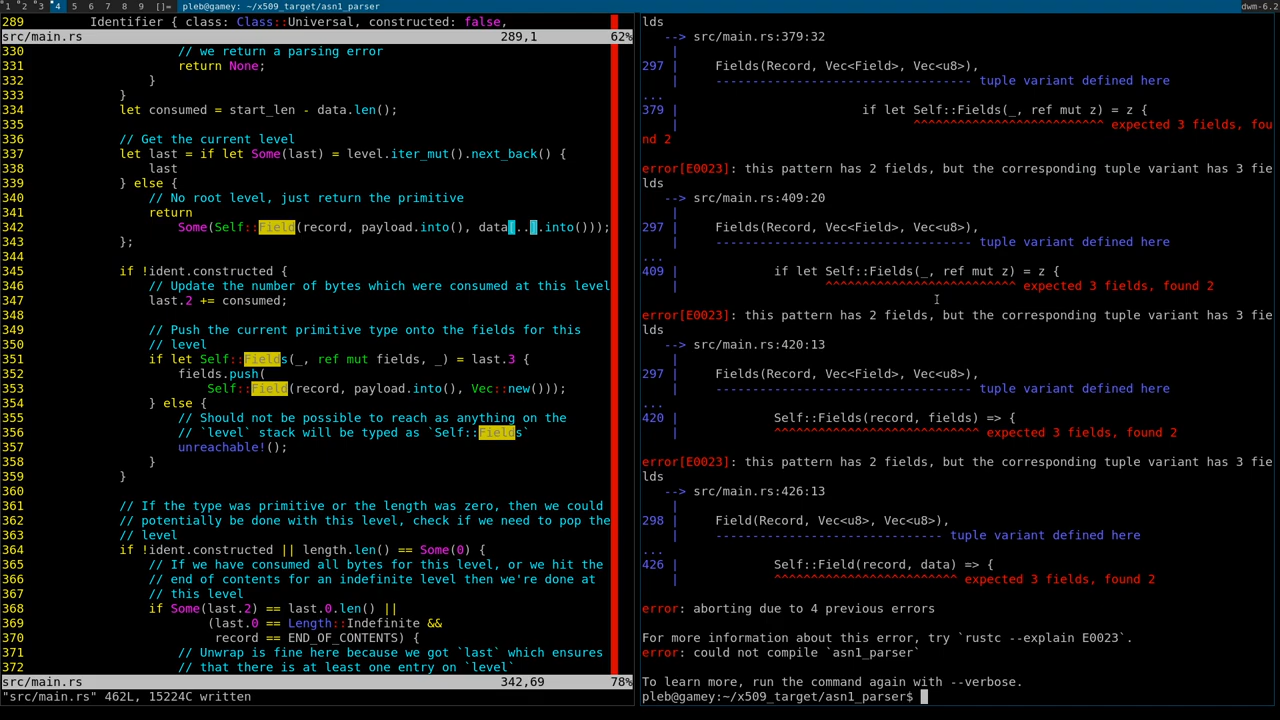 1 2 3 4 5 6 7 8 9 []= pleb@gamey: ~/x509_target/asn1_parser dwm-6.2
289         Identifier { class: Class::Universal, constructed: false,
src/main.rs 289,1 62%
330                     // we return a parsing error
331                     return None;
332                 }
333             }
334             let consumed = start_len - data.len();
335
336             // Get the current level
337             let last = if let Some(last) = level.iter_mut().next_back() {
338                 last
339             } else {
340                 // No root level, just return the primitive
341                 return
342                     Some(Self::Field(record, payload.into(), data[..].into()));
343             };
344
345             if !ident.constructed {
346                 // Update the number of bytes which were consumed at this level
347                 last.2 += consumed;
348
349                 // Push the current primitive type onto the fields for this
350                 // level
351                 if let Self::Fields(_, ref mut fields, _) = last.3 {
352                     fields.push(
353                         Self::Field(record, payload.into(), Vec::new()));
354                 } else {
355                     // Should not be possible to reach as anything on the
356                     // `level` stack will be typed as `Self::Fields`
357                     unreachable!();
358                 }
359             }
360
361             // If the type was primitive or the length was zero, then we could
362             // potentially be done with this level, check if we need to pop the
363             // level
364             if !ident.constructed || length.len() == Some(0) {
365                 // If we have consumed all bytes for this level, or we hit the
366                 // end of contents for an indefinite level then we're done at
367                 // this level
368                 if Some(last.2) == last.0.len() ||
369                         (last.0 == Length::Indefinite &&
370                          record == END_OF_CONTENTS) {
371                     // Unwrap is fine here because we got `last` which ensures
372                     // that there is at least one entry on `level`
src/main.rs 342,69 78%
"src/main.rs" 462L, 15224C written
lds
   --> src/main.rs:379:32
    |
297 |     Fields(Record, Vec<Field>, Vec<u8>),
    |     ----------------------------------- tuple variant defined here
...
379 |                         if let Self::Fields(_, ref mut z) = z {
    |                                ^^^^^^^^^^^^^^^^^^^^^^^^^^ expected 3 fields, fou
nd 2

error[E0023]: this pattern has 2 fields, but the corresponding tuple variant has 3 fie
lds
   --> src/main.rs:409:20
    |
297 |     Fields(Record, Vec<Field>, Vec<u8>),
    |     ----------------------------------- tuple variant defined here
...
409 |             if let Self::Fields(_, ref mut z) = z {
    |                    ^^^^^^^^^^^^^^^^^^^^^^^^^^ expected 3 fields, found 2

error[E0023]: this pattern has 2 fields, but the corresponding tuple variant has 3 fie
lds
   --> src/main.rs:420:13
    |
297 |     Fields(Record, Vec<Field>, Vec<u8>),
    |     ----------------------------------- tuple variant defined here
...
420 |             Self::Fields(record, fields) => {
    |             ^^^^^^^^^^^^^^^^^^^^^^^^^^^^ expected 3 fields, found 2

error[E0023]: this pattern has 2 fields, but the corresponding tuple variant has 3 fie
lds
   --> src/main.rs:426:13
    |
298 |     Field(Record, Vec<u8>, Vec<u8>),
    |     ------------------------------- tuple variant defined here
...
426 |             Self::Field(record, data) => {
    |             ^^^^^^^^^^^^^^^^^^^^^^^^^ expected 3 fields, found 2

error: aborting due to 4 previous errors

For more information about this error, try `rustc --explain E0023`.
error: could not compile `asn1_parser`

To learn more, run the command again with --verbose.
pleb@gamey:~/x509_target/asn1_parser$